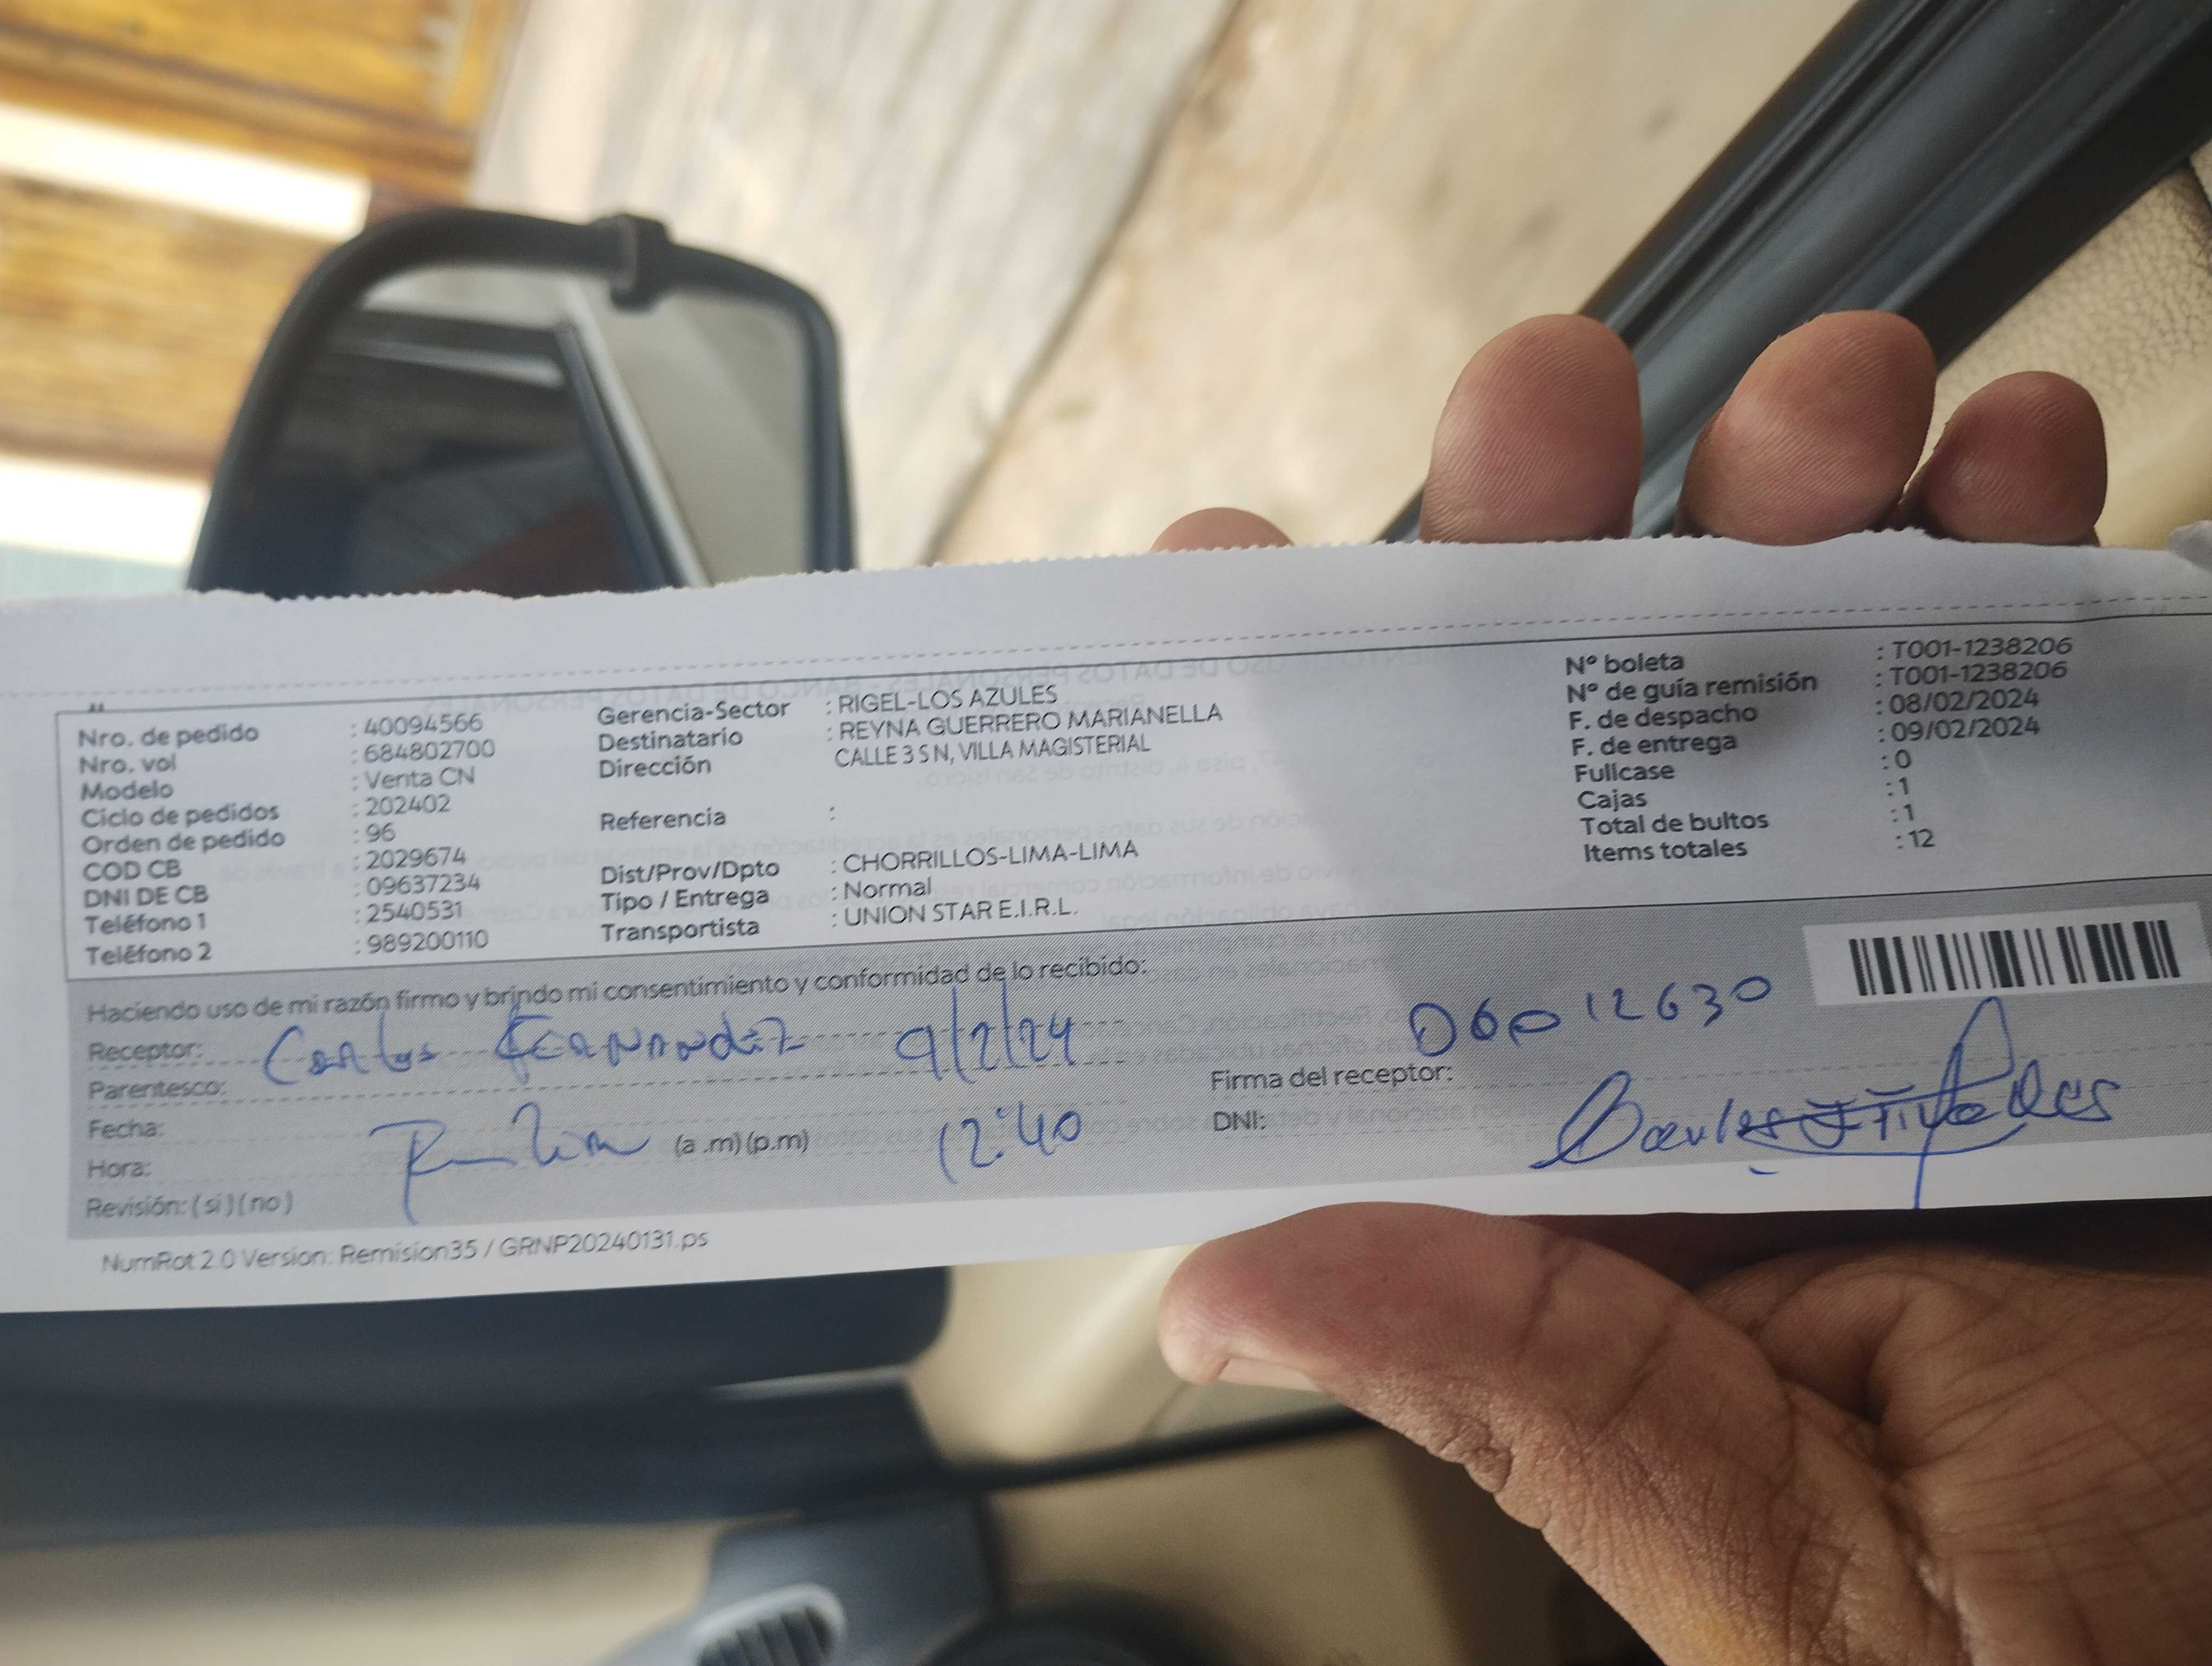 Nro. de pedido : 40094566
Nro. vol : 684802700
Modelo : Venta CN
Ciclo de pedidos : 202402
Orden de pedido : 96
COD CB : 2029674
DNI DE CB : 09637234
Teléfono 1 : 2540531
Teléfono 2 : 989200110
Gerencia-Sector : RIGEL-LOS AZULES
Destinatario : REYNA GUERRERO MARIANELLA
Dirección CALLE 3 S N, VILLA MAGISTERIAL
Referencia :
Dist/Prov/Dpto : CHORRILLOS-LIMA-LIMA
Tipo / Entrega : Normal
Transportista : UNION STAR E.I.R.L.
Nº boleta : T001-1238206
Nº de guía remisión : T001-1238206
F. de despacho : 08/02/2024
F. de entrega : 09/02/2024
Fullcase : 0
Cajas : 1
Total de bultos : 1
Items totales : 12
Haciendo uso de mi razón firmo y brindo mi consentimiento y conformidad de lo recibido:
Receptor: Carlos FERNANdEZ 9/2/24
Parentesco:
Fecha:
Hora: (a .m) (p.m) 12:40
Revisión: ( si ) ( no )
06012630
Firma del receptor:
DNI:
NumRot 2.0 Version: Remision35 / GRNP20240131.ps